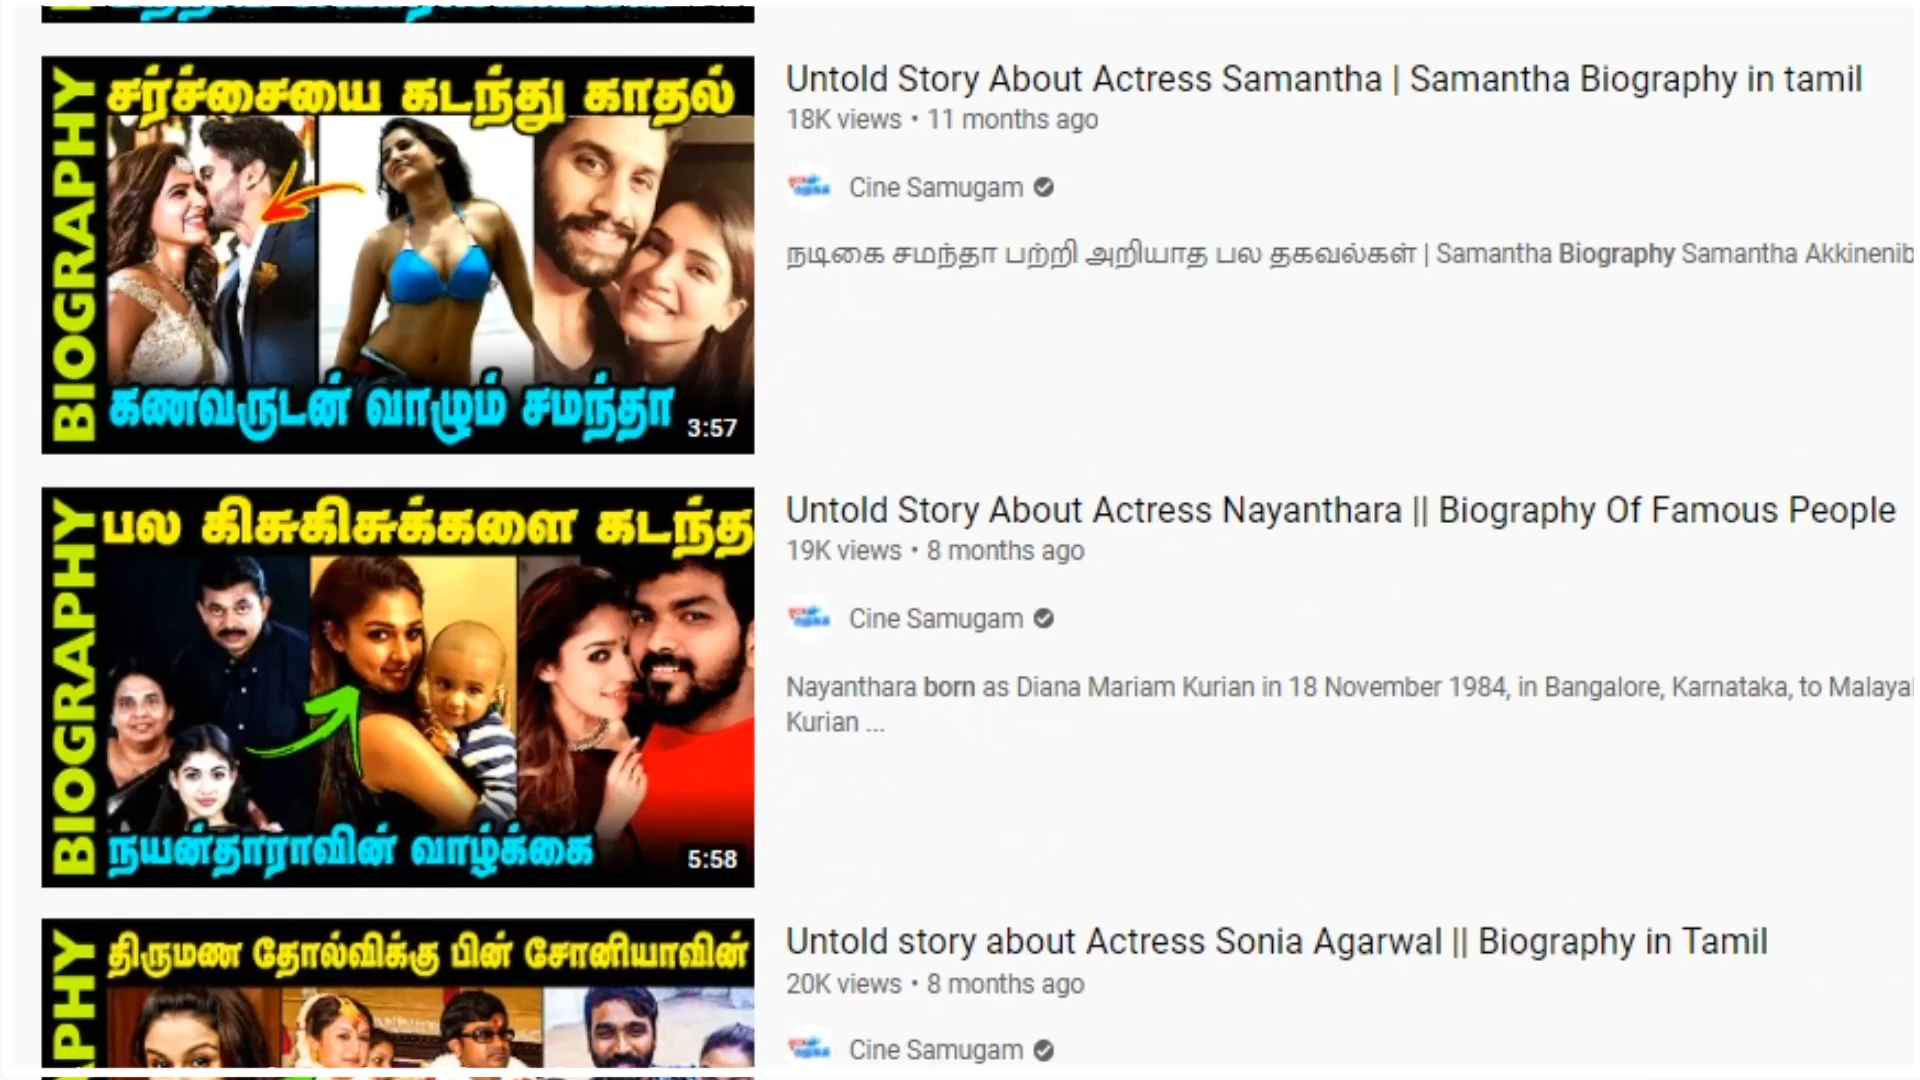 சர்ச்சையை கடந்து காதல்
BIOGRAPHY
கணவருடன் வாழும் சமந்தா
3:57
Untold Story About Actress Samantha | Samantha Biography in tamil
18K views • 11 months ago
Cine Samugam
நடிகை சமந்தா பற்றி அறியாத பல தகவல்கள் | Samantha Biography Samantha Akkinenib
பல கிசுகிசுக்களை கடந்த
BIOGRAPHY
நயன்தாராவின் வாழ்க்கை
5:58
Untold Story About Actress Nayanthara || Biography Of Famous People
19K views • 8 months ago
Cine Samugam
Nayanthara born as Diana Mariam Kurian in 18 November 1984, in Bangalore, Karnataka, to Malayal
Kurian ...
திருமண தோல்விக்கு பின் சோனியாவின்
PHY
Untold story about Actress Sonia Agarwal || Biography in Tamil
20K views • 8 months ago
Cine Samugam